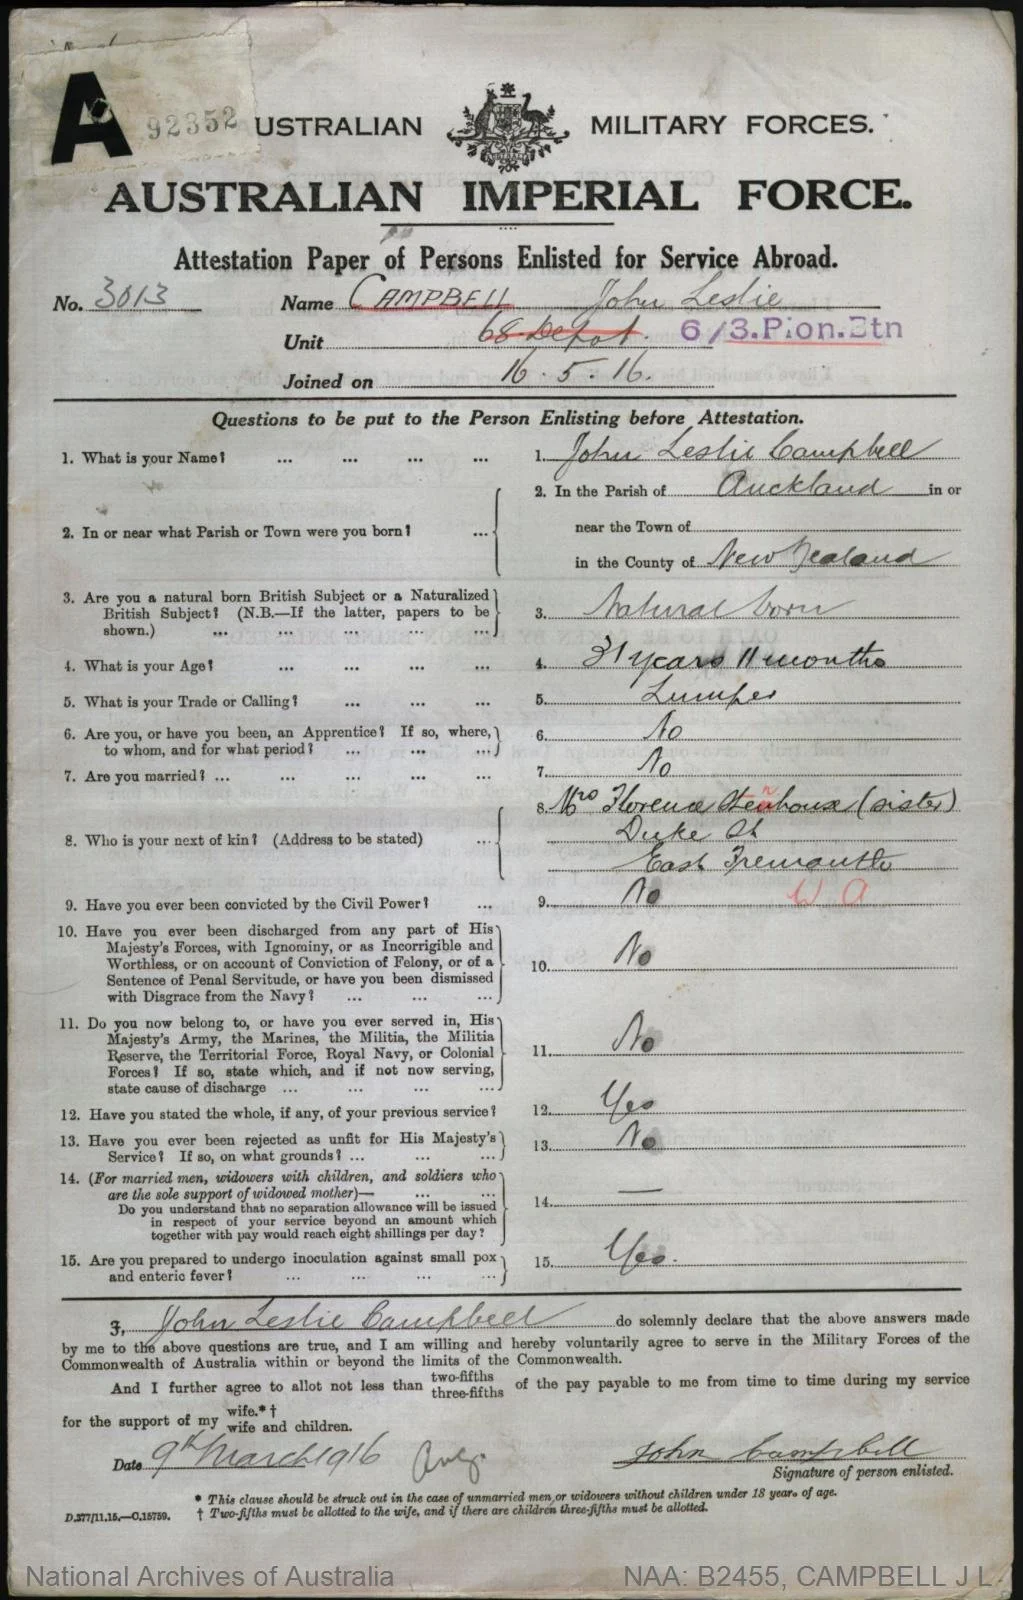 A 92352 USTRALIAN MILITARY FORCES.
AUSTRALIAN IMPERIAL FORCE.
Attestation Paper of Persons Enlisted for Service Abroad.
No. 3013 Name CAMPBELL John Leslie
Unit 68 Depot. 6/3.Pion.Btn
Joined on 16.5.16.
Questions to be put to the Person Enlisting before Attestation.
1. What is your Name? ... ... ... ... 1. John Leslie Campbell
2. In the Parish of Auckland in or
2. In or near what Parish or Town were you born? ... near the Town of
in the County of New Zealand
3. Are you a natural born British Subject or a Naturalized
British Subject? (N.B.—If the latter, papers to be 3. Natural born
shown.) ... ... ... ... ...
4. What is your Age? ... ... ... ... 4. 31 years 11 months
5. What is your Trade or Calling? ... ... ... 5. Lumper
6. Are you, or have you been, an Apprentice? If so, where,
to whom, and for what period? ... ... ... 6. No
7. Are you married? ... ... ... ... ... 7. No
8. Mrs Florence Stenhouse (sister)
8. Who is your next of kin? (Address to be stated) ... Duke St
East Fremantle
9. Have you ever been convicted by the Civil Power? ... 9. No W A
10. Have you ever been discharged from any part of His
Majesty's Forces, with Ignominy, or as Incorrigible and
Worthless, or on account of Conviction of Felony, or of a 10. No
Sentence of Penal Servitude, or have you been dismissed
with Disgrace from the Navy? ... ... ...
11. Do you now belong to, or have you ever served in, His
Majesty's Army, the Marines, the Militia, the Militia
Reserve, the Territorial Force, Royal Navy, or Colonial 11. No
Forces? If so, state which, and if not now serving,
state cause of discharge ... ... ... ...
12. Have you stated the whole, if any, of your previous service? 12. Yes
13. Have you ever been rejected as unfit for His Majesty's
Service? If so, on what grounds? ... ... ... 13. No
14. (For married men, widowers with children, and soldiers who
are the sole support of widowed mother)— ... ...
Do you understand that no separation allowance will be issued 14. —
in respect of your service beyond an amount which
together with pay would reach eight shillings per day?
15. Are you prepared to undergo inoculation against small pox
and enteric fever? ... ... ... ... 15. Yes.
I, John Leslie Campbell do solemnly declare that the above answers made
by me to the above questions are true, and I am willing and hereby voluntarily agree to serve in the Military Forces of the
Commonwealth of Australia within or beyond the limits of the Commonwealth.
And I further agree to allot not less than two-fifths three-fifths of the pay payable to me from time to time during my service
for the support of my wife.*† wife and children.
Date 9th March 1916 John Campbell
Signature of person enlisted.
* This clause should be struck out in the case of unmarried men or widowers without children under 18 years of age.
D.377/11.15.—C.15759. † Two-fifths must be allotted to the wife, and if there are children three-fifths must be allotted.
National Archives of Australia NAA: B2455, CAMPBELL J L